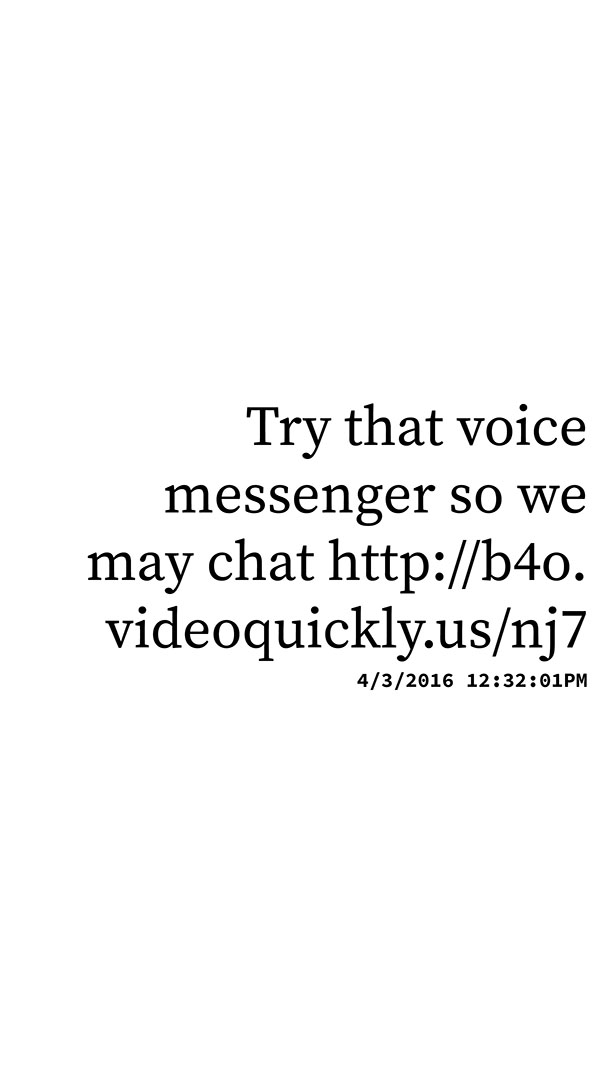 Try that voice
messenger so we
may chat http://b4o.
videoquickly.us/nj7
4/3/2016 12:32:01PM